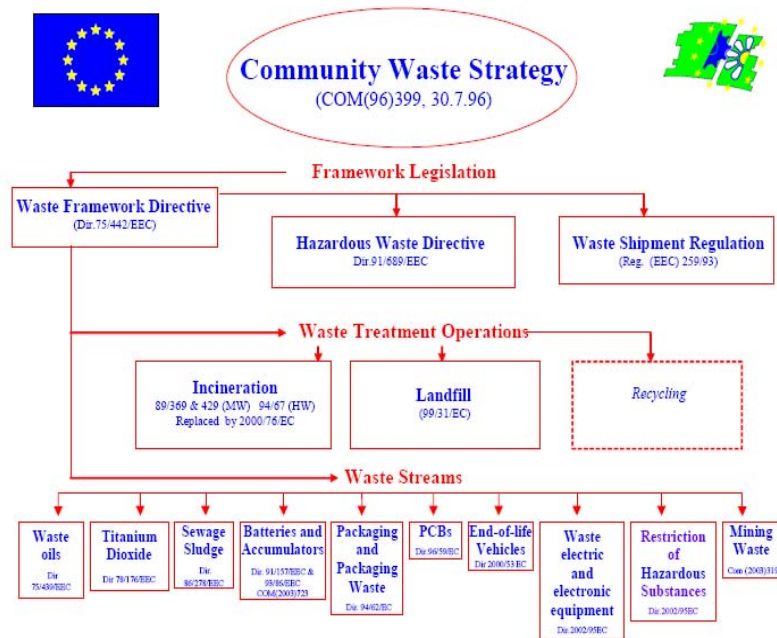 Community Waste Strategy
(COM(96)399, 30.7.96)
Framework Legislation
Waste Framework Directive
(Dir.75/442/EEC)
Hazardous Waste Directive
Dir.91/689/EEC
Waste Shipment Regulation
(Reg. (EEC) 259/93)
Waste Treatment Operations
Incineration
89/369 & 429 (MW) 94/67 (HW)
Replaced by 2000/76/EC
Landfill
(99/31/EC)
Recycling
Waste Streams
Waste
oils
Dir
75/439/EEC
Titanium
Dioxide
Dir 78/176/EEC
Sewage
Sludge
Dir.
86/278/EEC
Batteries and
Accumulators
Dir. 91/157/EEC &
93/86/EEC
COM(2003)723
Packaging
and
Packaging
Waste
Dir. 94/62/EC
PCBs
Dir.96/59/EC
End-of-life
Vehicles
Dir 2000/53 EC
Waste
electric
and
electronic
equipment
Dir.2002/95EC
Restriction
of
Hazardous
Substances
Dir.2002/95EC
Mining
Waste
Com (2003)319